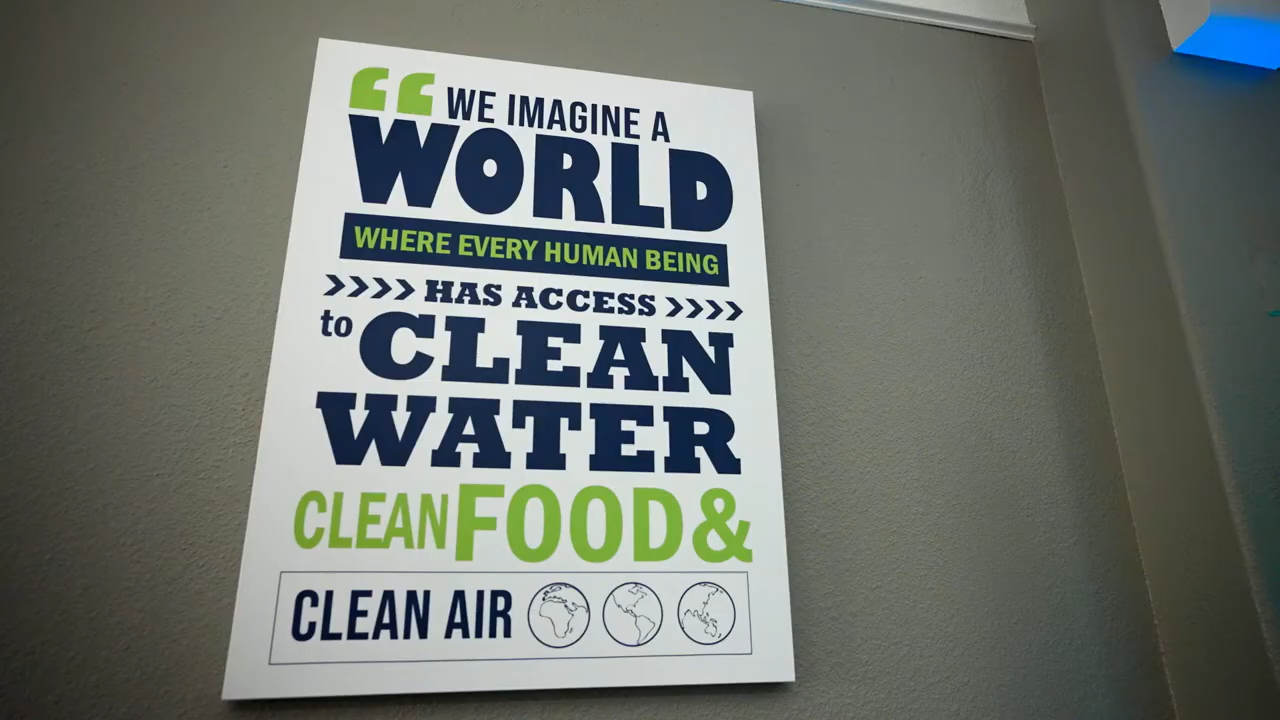 “WE IMAGINE A
WORLD
WHERE EVERY HUMAN BEING
>>>> HAS ACCESS >>>>
to CLEAN
WATER
CLEAN FOOD &
CLEAN AIR